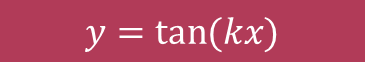 y = tan(kx)